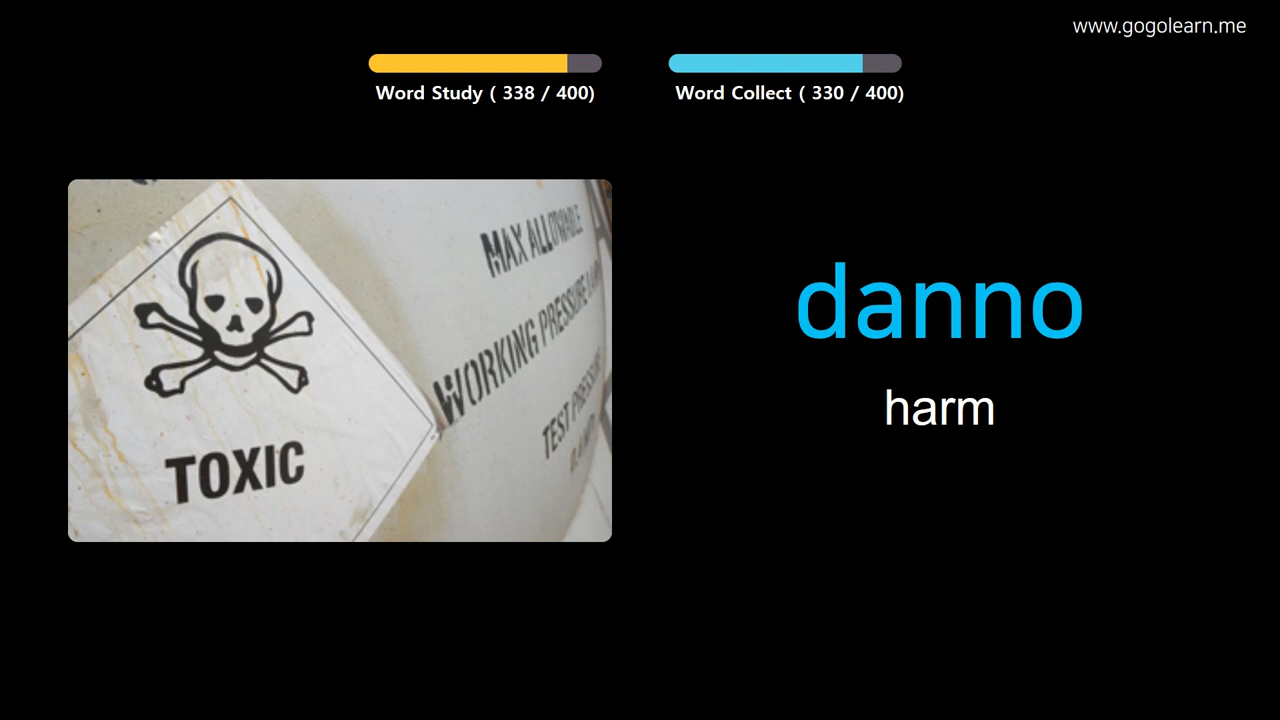 www.gogolearn.me
Word Study ( 338 / 400)
Word Collect ( 330 / 400)
MAX ALLOWABLE
WORKING PRESSURE
TEST PRESSURE
TOXIC
danno
harm